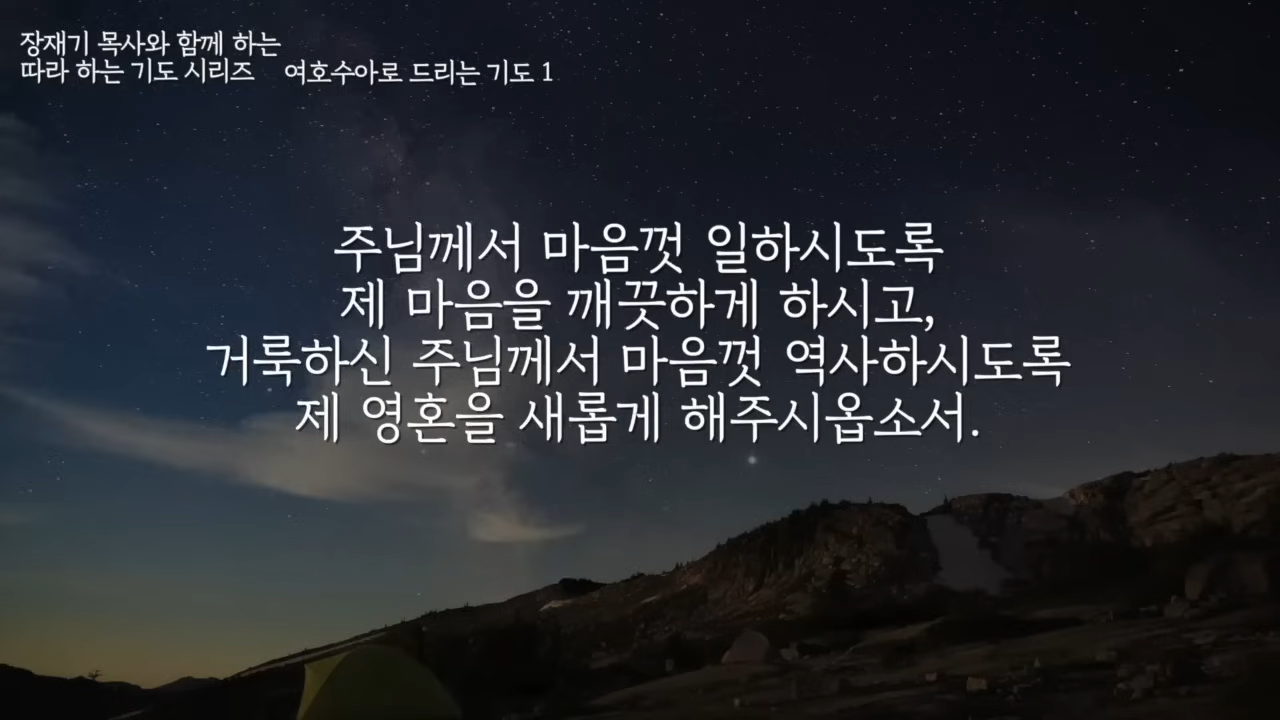 장재기 목사와 함께 하는
따라 하는 기도 시리즈 여호수아로 드리는 기도 1
주님께서 마음껏 일하시도록
제 마음을 깨끗하게 하시고,
거룩하신 주님께서 마음껏 역사하시도록
제 영혼을 새롭게 해주시옵소서.